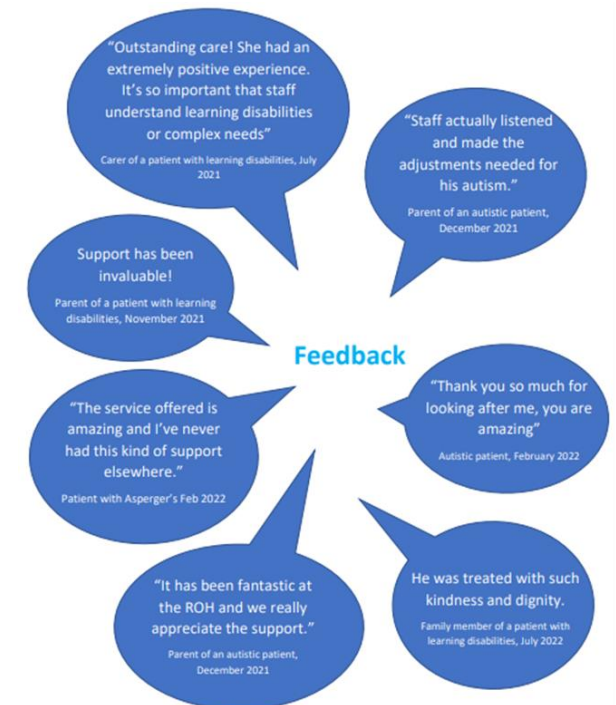 “Outstanding care! She had an
extremely positive experience.
It’s so important that staff
understand learning disabilities
or complex needs”
Carer of a patient with learning disabilities, July
2021
“Staff actually listened
and made the
adjustments needed for
his autism.”
Parent of an autistic patient,
December 2021
Support has been
invaluable!
Parent of a patient with learning
disabilities, November 2021
Feedback
“The service offered is
amazing and I’ve never
had this kind of support
elsewhere.”
Patient with Asperger’s Feb 2022
“Thank you so much for
looking after me, you are
amazing”
Autistic patient, February 2022
“It has been fantastic at
the ROH and we really
appreciate the support.”
Parent of an autistic patient,
December 2021
He was treated with such
kindness and dignity.
Family member of a patient with
learning disabilities, July 2022